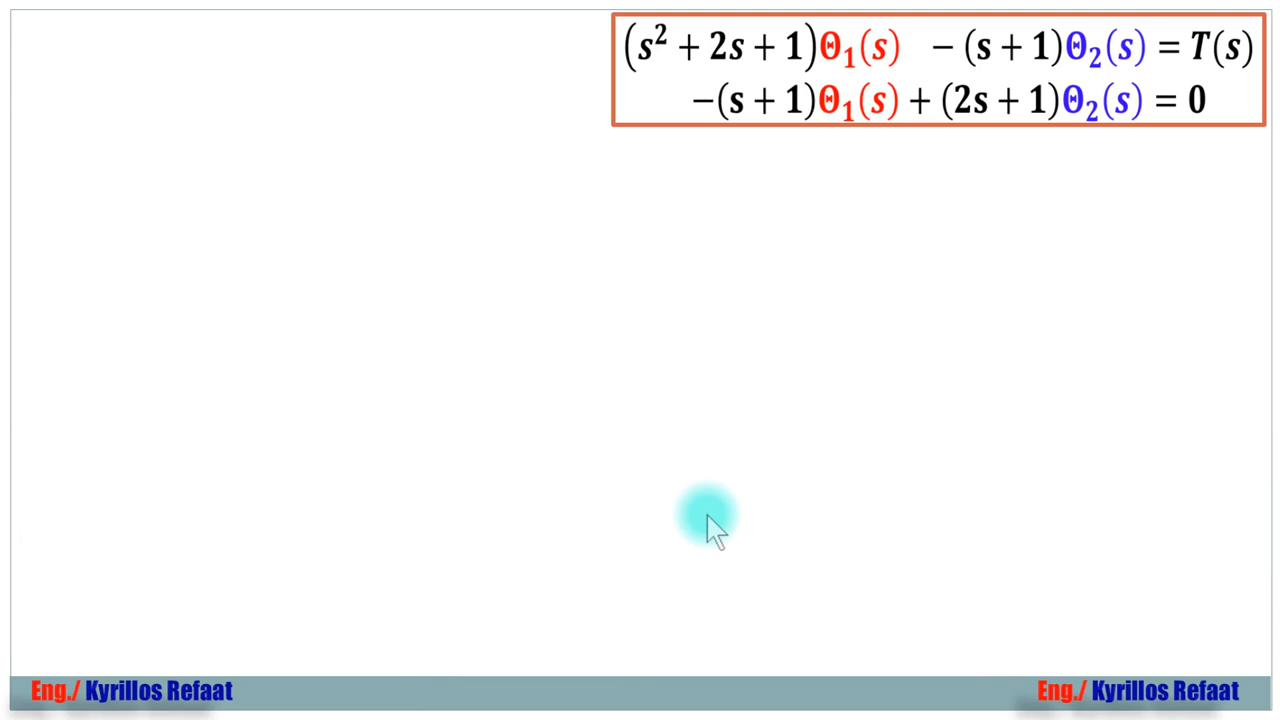 (s² + 2s + 1)Θ₁(s) − (s + 1)Θ₂(s) = T(s)
−(s + 1)Θ₁(s) + (2s + 1)Θ₂(s) = 0
Eng./ Kyrillos Refaat
Eng./ Kyrillos Refaat